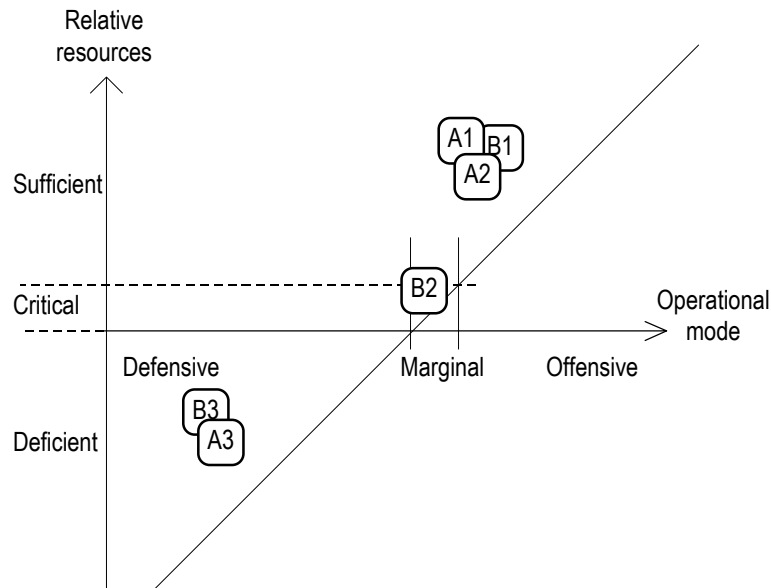 Relative
resources
A1
B1
A2
Sufficient
B2
Critical
Operational
mode
Defensive
Marginal
Offensive
B3
A3
Deficient